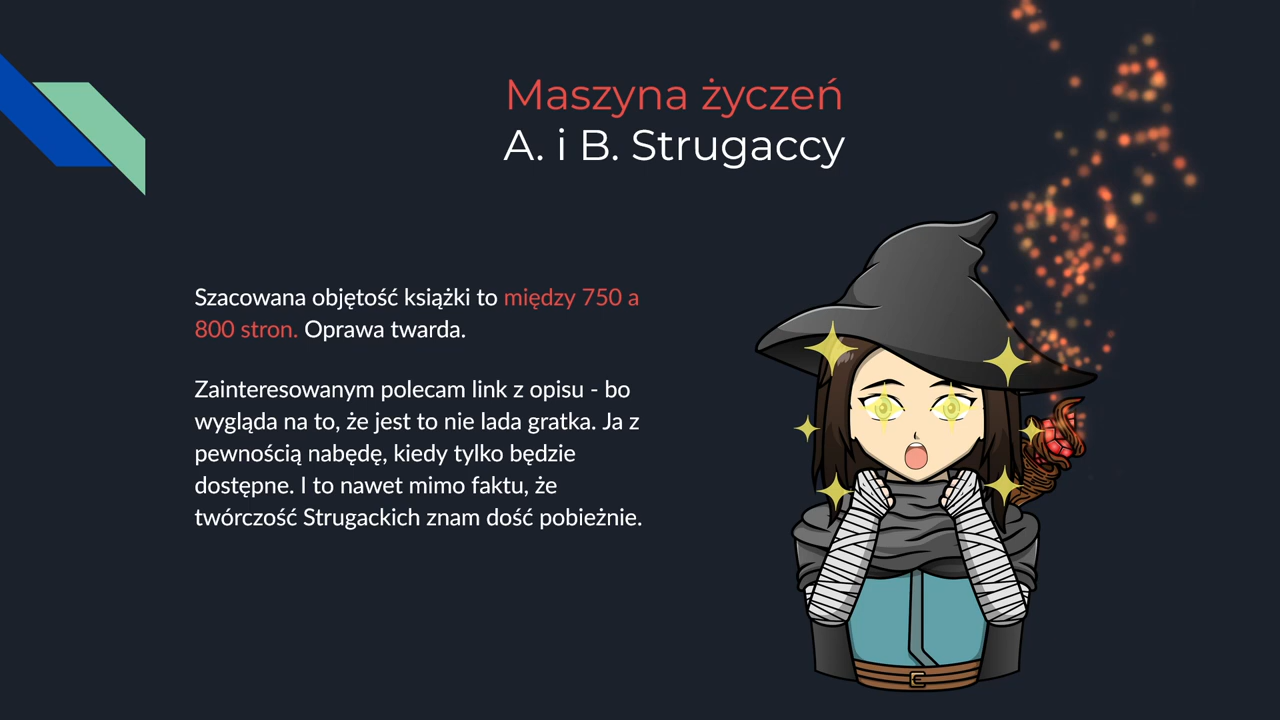 Maszyna życzeń
A. i B. Strugaccy
Szacowana objętość książki to między 750 a
800 stron. Oprawa twarda.
Zainteresowanym polecam link z opisu - bo
wygląda na to, że jest to nie lada gratka. Ja z
pewnością nabędę, kiedy tylko będzie
dostępne. I to nawet mimo faktu, że
twórczość Strugackich znam dość pobieżnie.